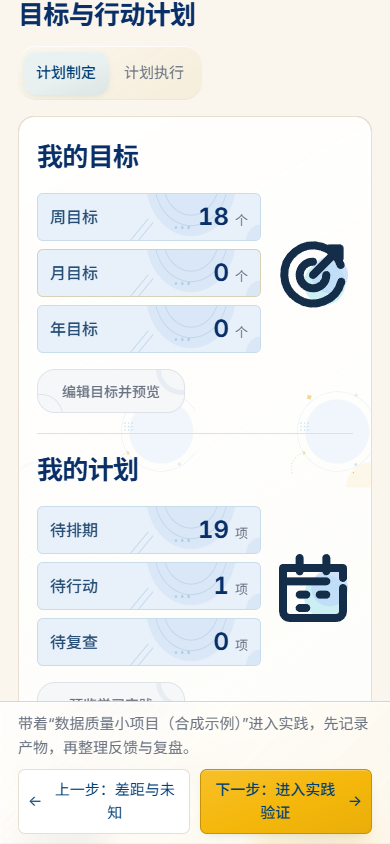 目标与行动计划
计划制定 计划执行
我的目标
周目标 18 个
月目标 0 个
年目标 0 个
编辑目标并预览
我的计划
待排期 19 项
待行动 1 项
待复查 0 项
带着“数据质量小项目（合成示例）”进入实践，先记录
产物，再整理反馈与复盘。
← 上一步：差距与未
知
下一步：进入实践 →
验证